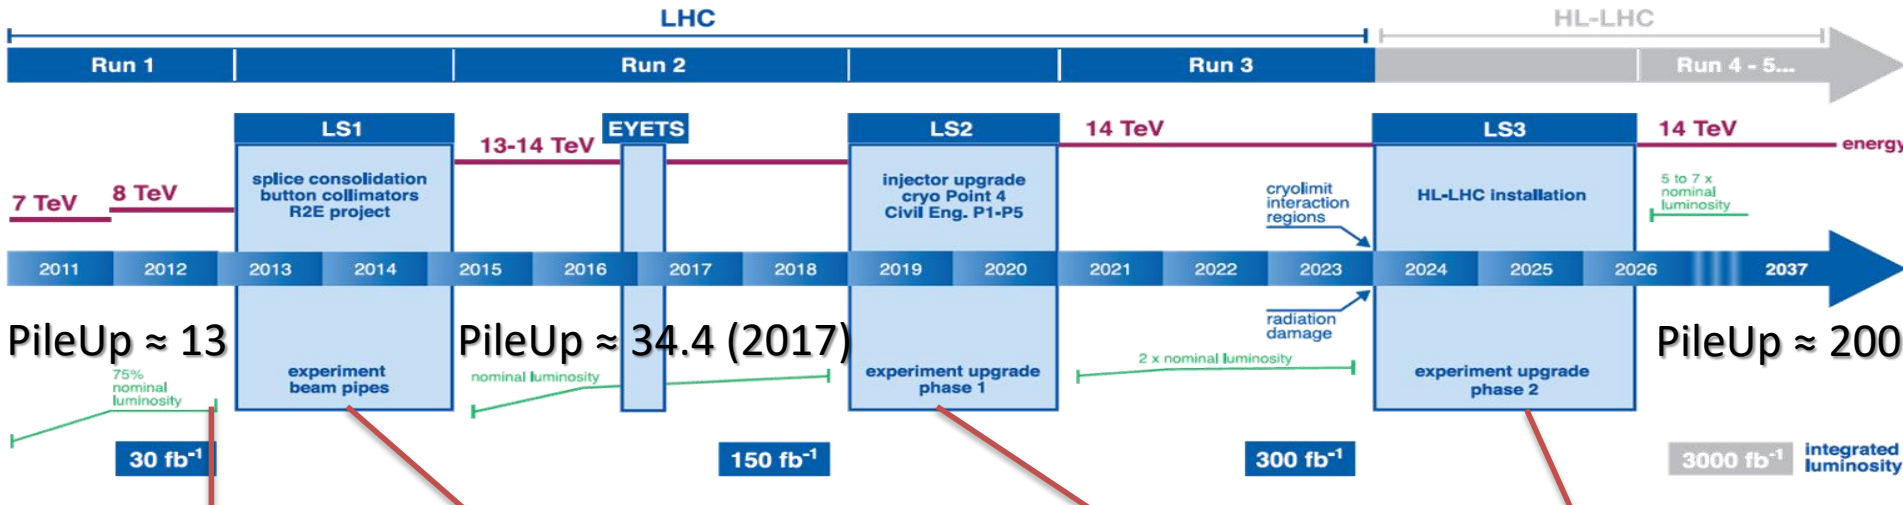 LHC
HL-LHC
Run 1
Run 2
Run 3
Run 4 - 5...
LS1
EYETS
LS2
14 TeV
LS3
14 TeV
energy
13-14 TeV
7 TeV
8 TeV
splice consolidation
button collimators
R2E project
injector upgrade
cryo Point 4
Civil Eng. P1-P5
cryolimit
interaction
regions
HL-LHC installation
5 to 7 x
nominal
luminosity
2011
2012
2013
2014
2015
2016
2017
2018
2019
2020
2021
2022
2023
2024
2025
2026
2037
PileUp ≈ 13
PileUp ≈ 34.4 (2017)
radiation
damage
PileUp ≈ 200
75%
nominal
luminosity
experiment
beam pipes
nominal luminosity
experiment upgrade
phase 1
2 x nominal luminosity
experiment upgrade
phase 2
30 fb⁻¹
150 fb⁻¹
300 fb⁻¹
3000 fb⁻¹
integrated
luminosity